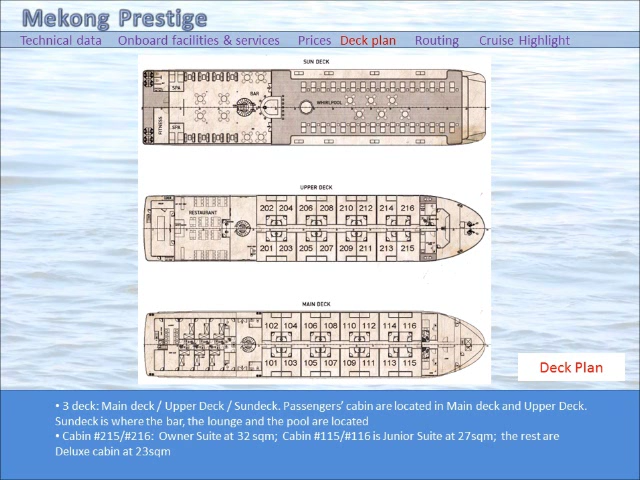 Mekong Prestige
Technical data Onboard facilities & services Prices Deck plan Routing Cruise Highlight
SUN DECK
SPA
BAR
WHIRLPOOL
FITNESS
SPA
UPPER DECK
202 204 206 208 210 212 214 216
RESTAURANT
201 203 205 207 209 211 213 215
MAIN DECK
102 104 106 108 110 112 114 116
101 103 105 107 109 111 113 115
Deck Plan
• 3 deck: Main deck / Upper Deck / Sundeck. Passengers’ cabin are located in Main deck and Upper Deck.
Sundeck is where the bar, the lounge and the pool are located
• Cabin #215/#216: Owner Suite at 32 sqm; Cabin #115/#116 is Junior Suite at 27sqm; the rest are
Deluxe cabin at 23sqm